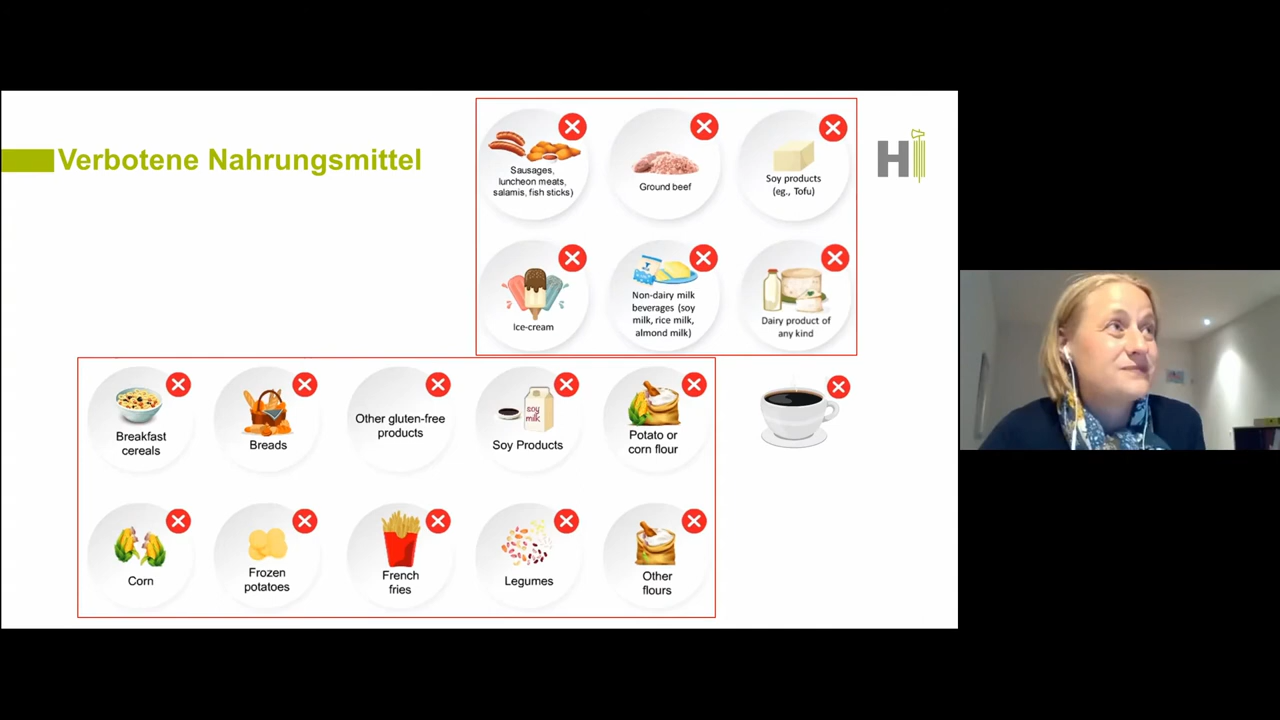 Verbotene Nahrungsmittel
Sausages,
luncheon meats,
salamis, fish sticks)
Ground beef
Soy products
(eg., Tofu)
H
Ice-cream
Non-dairy milk
beverages (soy
milk, rice milk,
almond milk)
Dairy product of
any kind
Breakfast
cereals
Breads
Other gluten-free
products
soy
milk
Soy Products
Potato or
corn flour
Corn
Frozen
potatoes
French
fries
Legumes
Other
flours